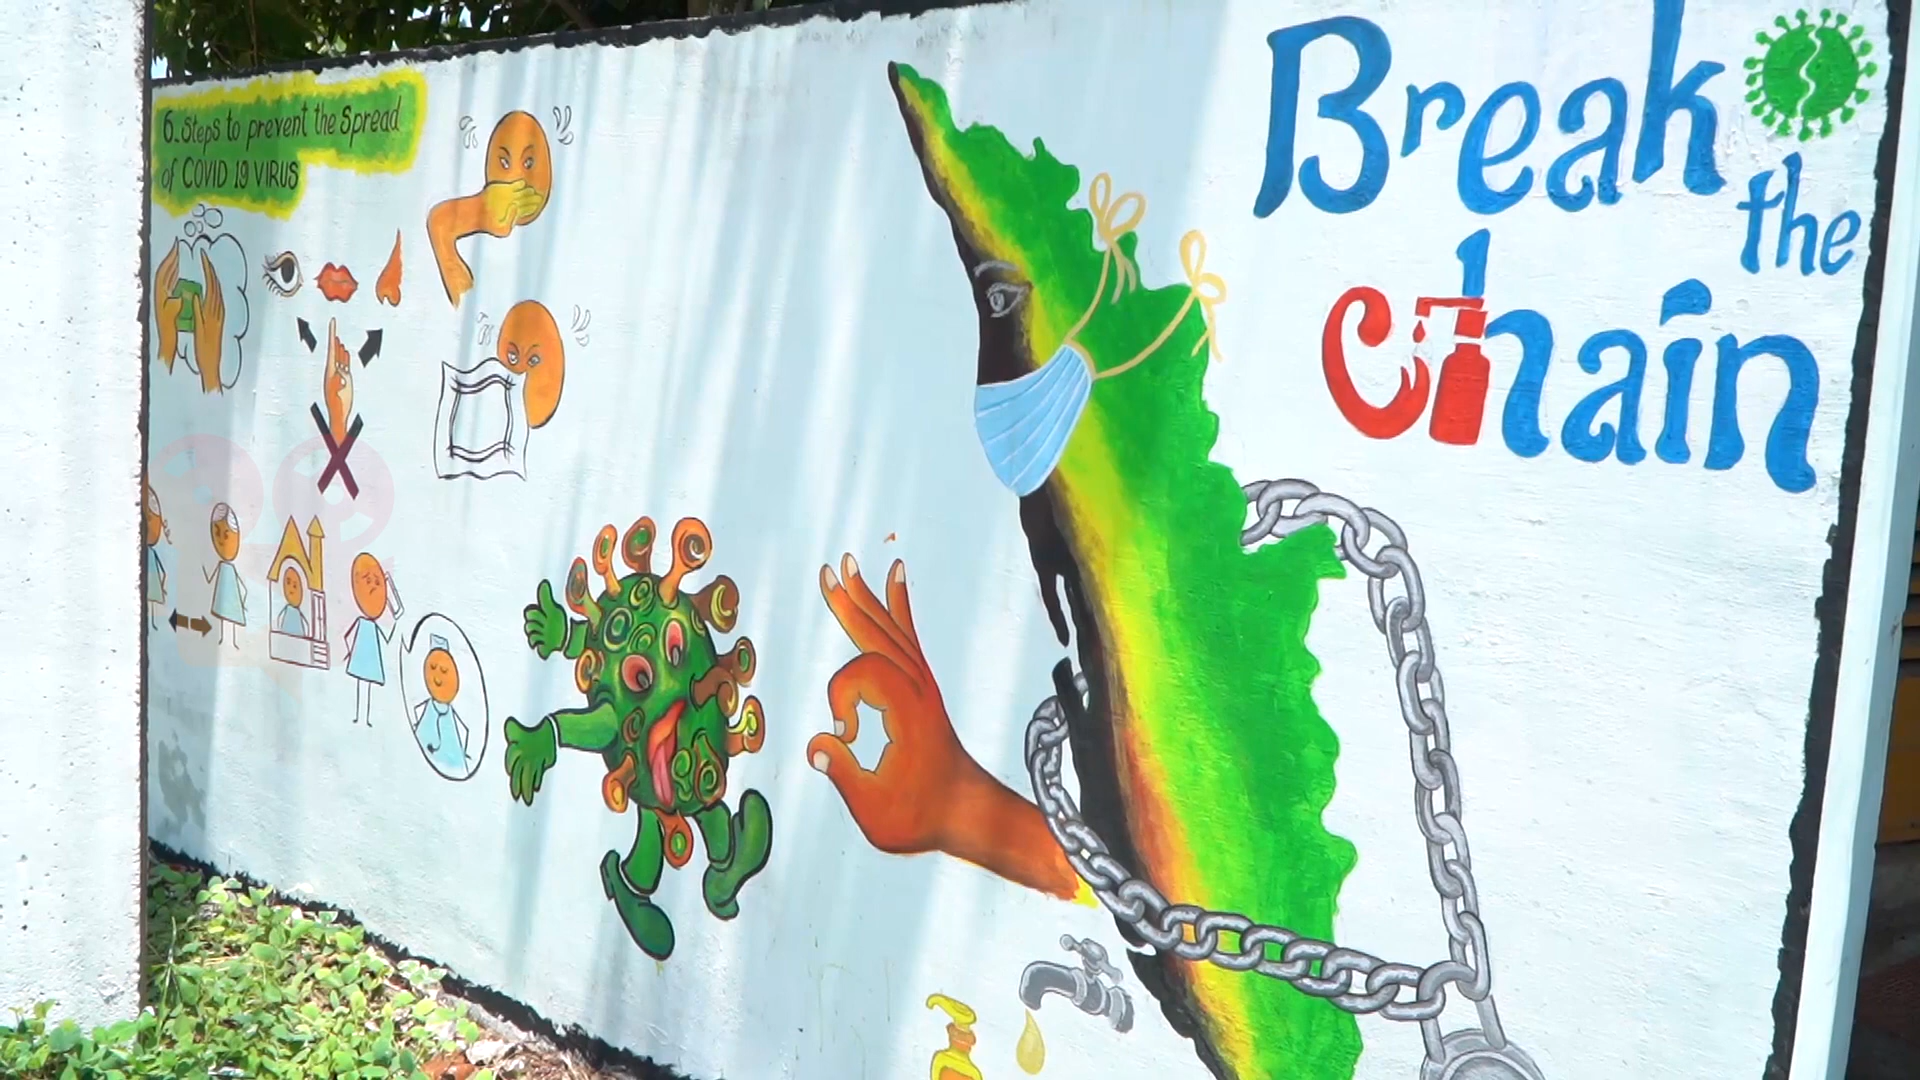 6. Steps to prevent the Spread
of COVID 19 VIRUS
Break
the
chain